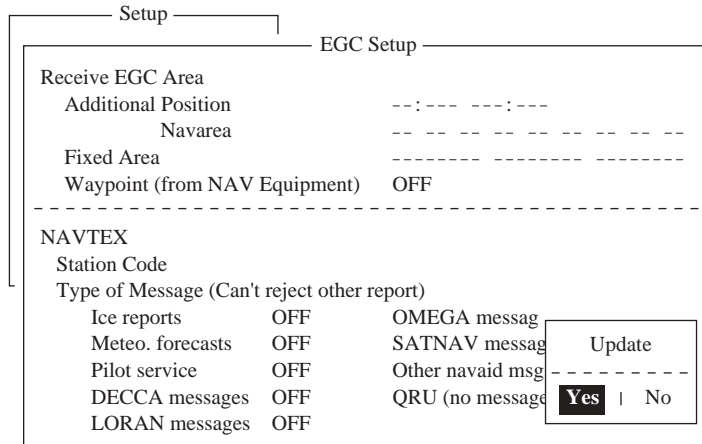 Setup
EGC Setup
Receive EGC Area
Additional Position --:--- ---:---
Navarea -- -- -- -- -- -- -- --
Fixed Area -------- -------- --------
Waypoint (from NAV Equipment) OFF
NAVTEX
Station Code
Type of Message (Can't reject other report)
Ice reports OFF OMEGA messag
Meteo. forecasts OFF SATNAV messag
Pilot service OFF Other navaid msg
DECCA messages OFF QRU (no message
LORAN messages OFF
Update
Yes | No